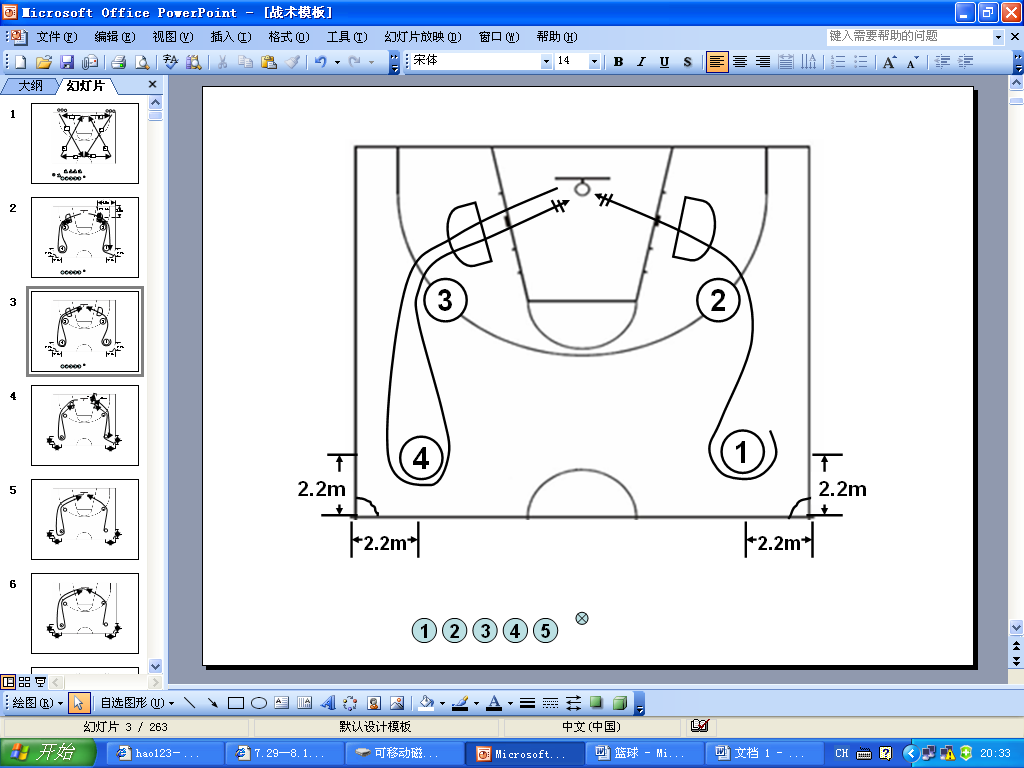 Microsoft Office PowerPoint - [战术模板]
文件(F) 编辑(E) 视图(V) 插入(I) 格式(O) 工具(T) 幻灯片放映(D) 窗口(W) 帮助(H) 键入需要帮助的问题
宋体 14 B I U S A A
大纲 幻灯片
1
2
3
4
5
6
3 2
4 1
2.2m 2.2m
2.2m 2.2m
1 2 3 4 5
绘图(R) 自选图形(U) A
幻灯片 3 / 263 默认设计模板 中文(中国)
开始 hao123—... 7.29—8.1... 可移动磁... Microsoft... 篮球 - Mi... 文档 1 - ... CH 20:33